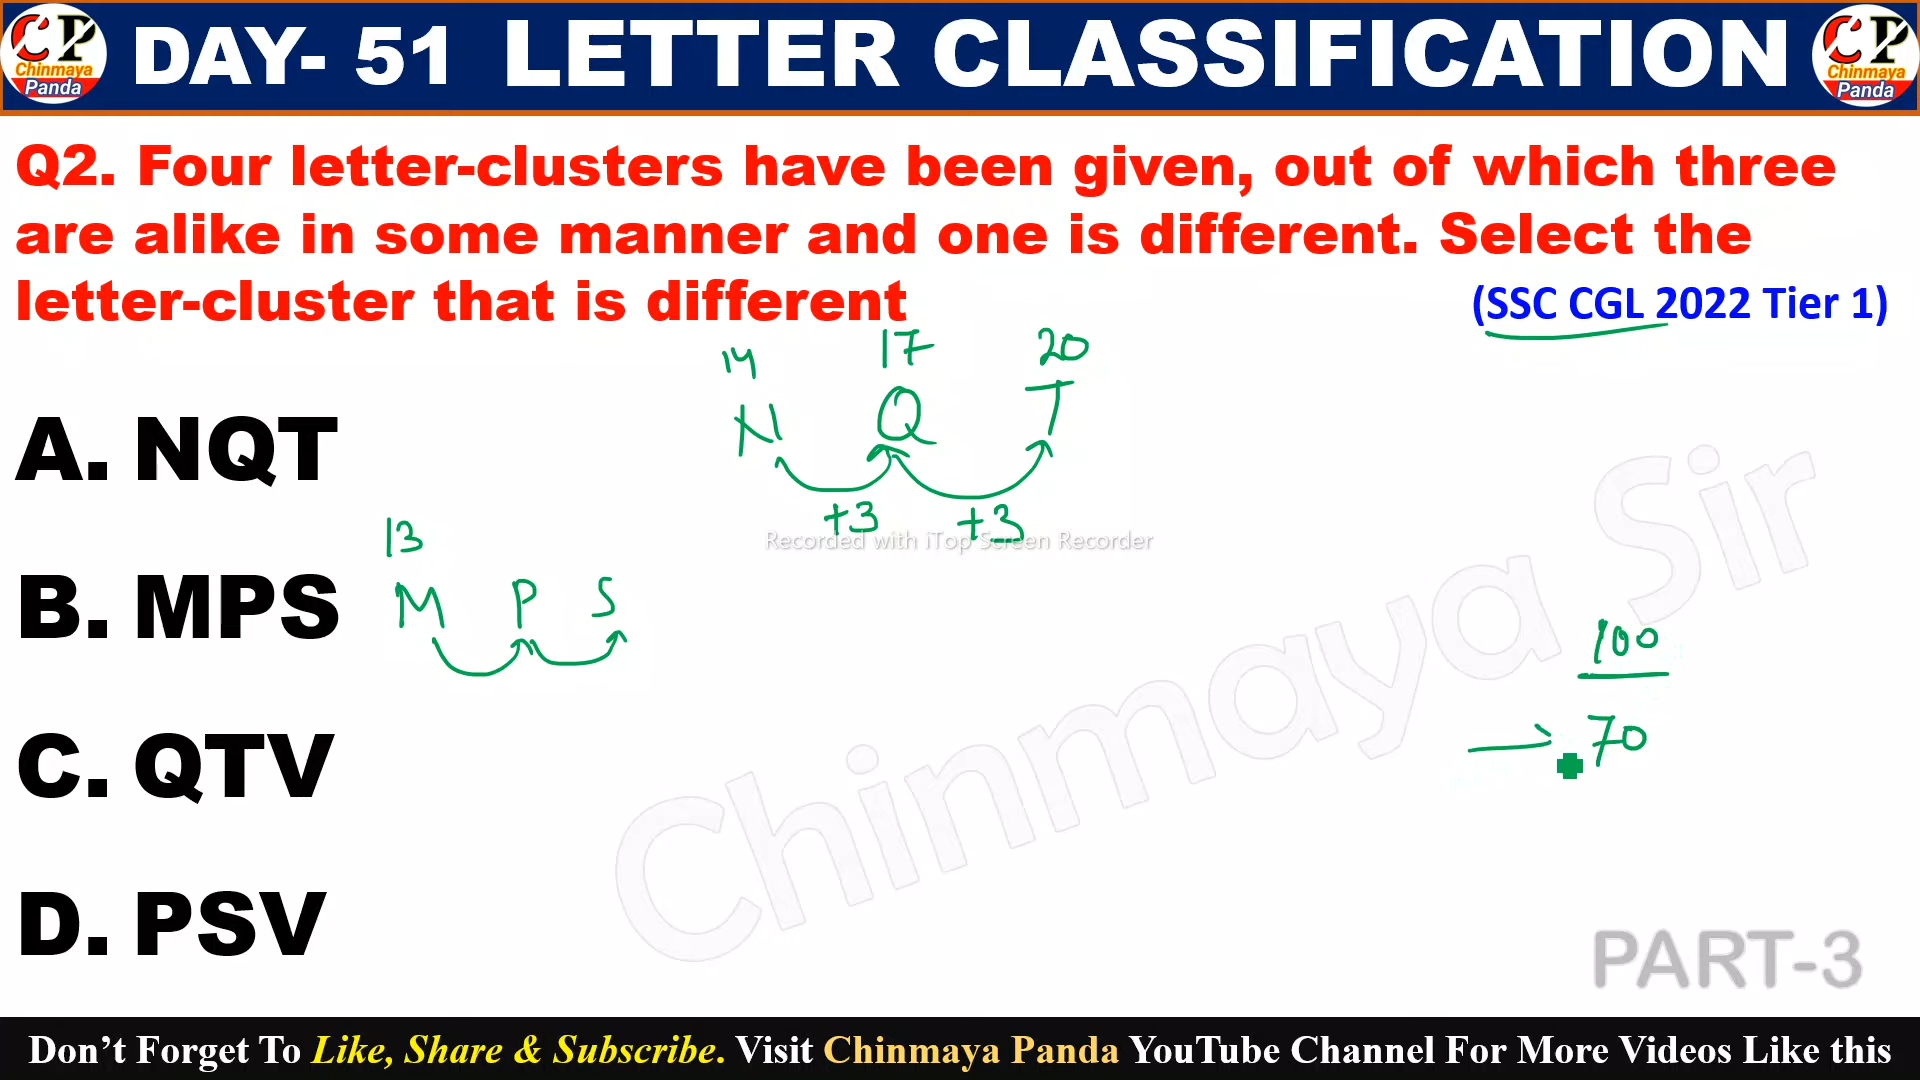 CP Chinmaya Panda DAY- 51 LETTER CLASSIFICATION CP Chinmaya Panda
Q2. Four letter-clusters have been given, out of which three
are alike in some manner and one is different. Select the
letter-cluster that is different (SSC CGL 2022 Tier 1)
14 17 20
N Q T
+3 +3
A. NQT
Recorded with iTop Screen Recorder
13
B. MPS M P S
100
70
C. QTV
D. PSV
Chinmaya Sir
PART-3
Don't Forget To Like, Share & Subscribe. Visit Chinmaya Panda YouTube Channel For More Videos Like this